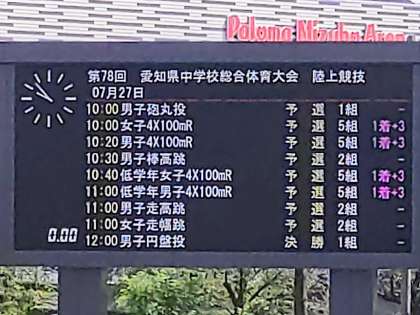 Paloma Mizuho Arena
第78回 愛知県中学校総合体育大会 陸上競技
07月27日
10:00 男子砲丸投 予選 1組
10:00 女子4X100mR 予選 5組 1着+3
10:20 男子4X100mR 予選 5組 1着+3
10:30 男子棒高跳 予選 2組
10:40 低学年女子4X100mR 予選 5組 1着+3
11:00 低学年男子4X100mR 予選 5組 1着+3
11:00 男子走高跳 予選 2組
11:00 女子走幅跳 予選 2組
12:00 男子円盤投 決勝 1組
0.00